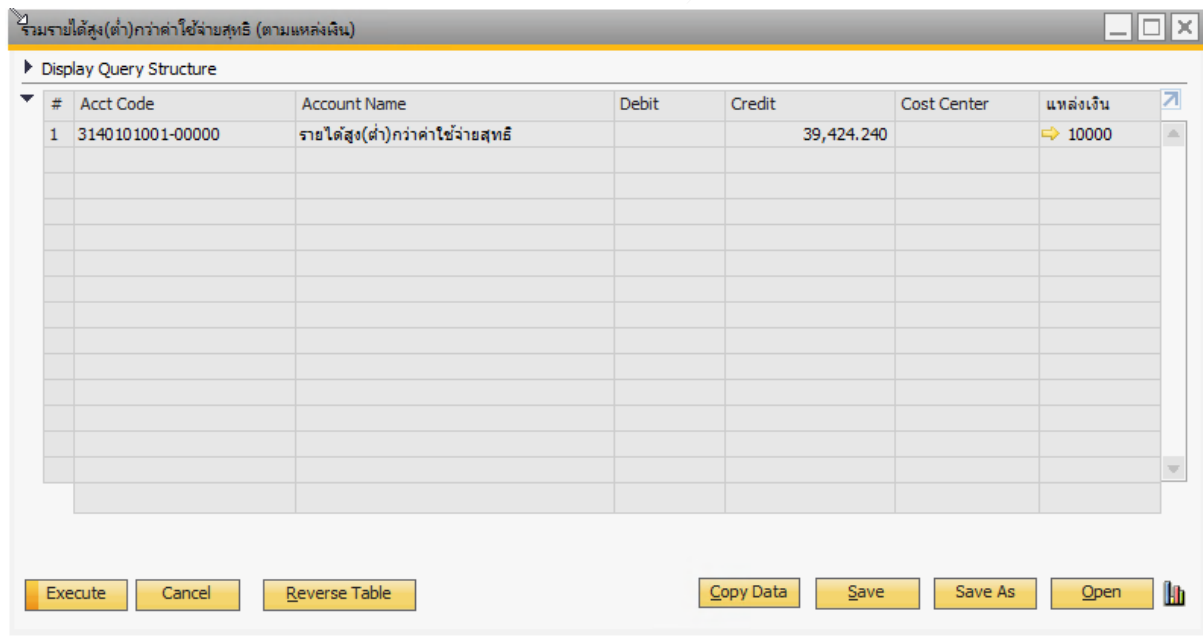 รวมรายได้สูง(ต่ำ)กว่าค่าใช้จ่ายสุทธิ (ตามแหล่งเงิน)
Display Query Structure
# Acct Code Account Name Debit Credit Cost Center แหล่งเงิน
1 3140101001-00000 รายได้สูง(ต่ำ)กว่าค่าใช้จ่ายสุทธิ 39,424.240 10000
Execute Cancel Reverse Table Copy Data Save Save As Open